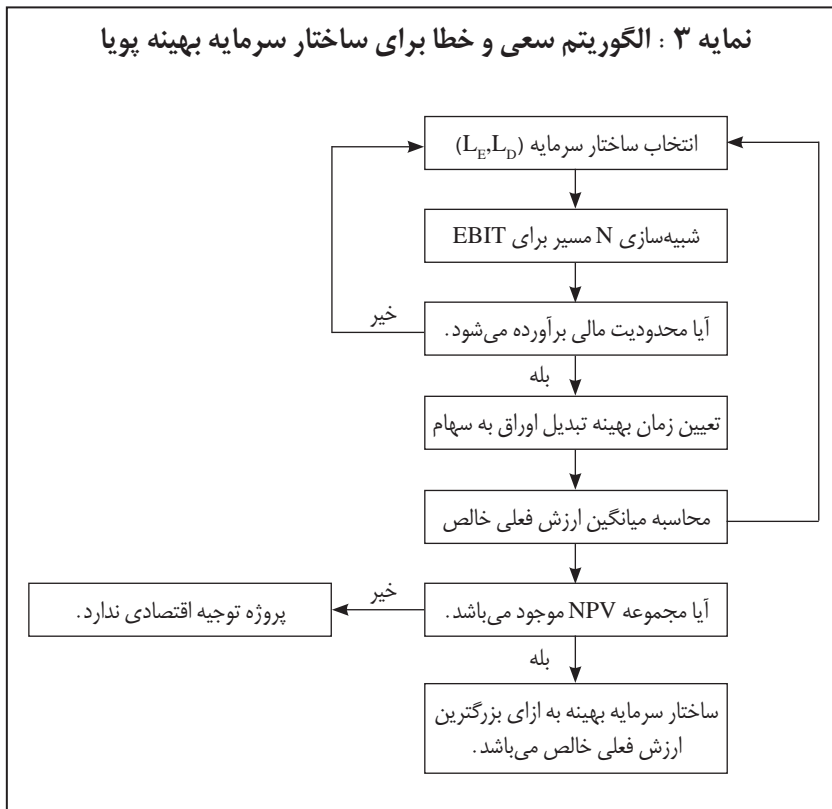 نمایه ۳ : الگوریتم سعی و خطا برای ساختار سرمایه بهینه پویا
انتخاب ساختار سرمایه (L_E,L_D)
شبیه‌سازی N مسیر برای EBIT
آیا محدودیت مالی برآورده می‌شود.
خیر
بله
تعیین زمان بهینه تبدیل اوراق به سهام
محاسبه میانگین ارزش فعلی خالص
آیا مجموعه NPV موجود می‌باشد.
خیر
پروژه توجیه اقتصادی ندارد.
بله
ساختار سرمایه بهینه به ازای بزرگترین
ارزش فعلی خالص می‌باشد.